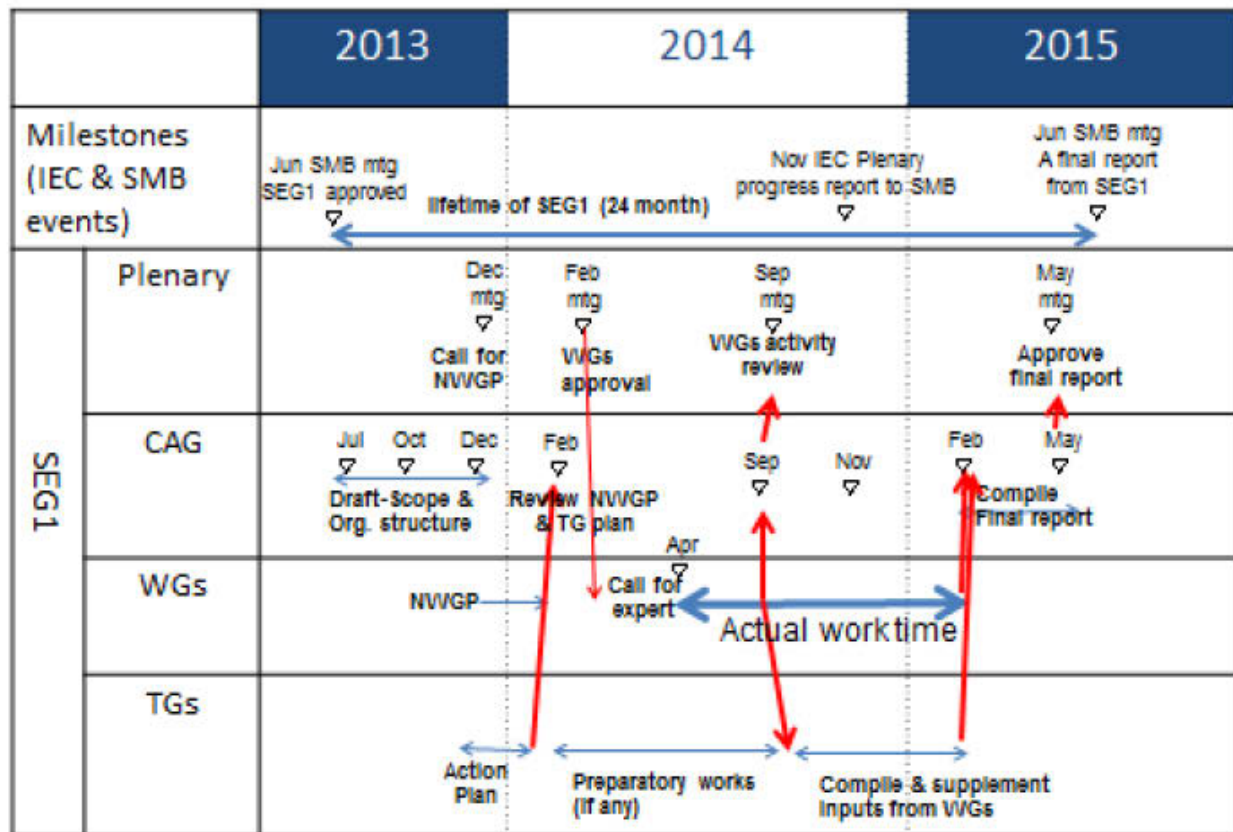 2013
2014
2015
Milestones
(IEC & SMB
events)
Jun SMB mtg
SEG1 approved
lifetime of SEG1 (24 month)
Nov IEC Plenary
progress report to SMB
Jun SMB mtg
A final report
from SEG1
SEG1
Plenary
Dec
mtg
Call for
NWGP
Feb
mtg
WGs
approval
Sep
mtg
WGs activity
review
May
mtg
Approve
final report
CAG
Jul
Oct
Dec
Draft-Scope &
Org. structure
Feb
Review NWGP
& TG plan
Sep
Nov
Feb
May
Compile
Final report
WGs
NWGP
Apr
Call for
expert
Actual work time
TGs
Action
Plan
Preparatory works
(if any)
Compile & supplement
inputs from WGs